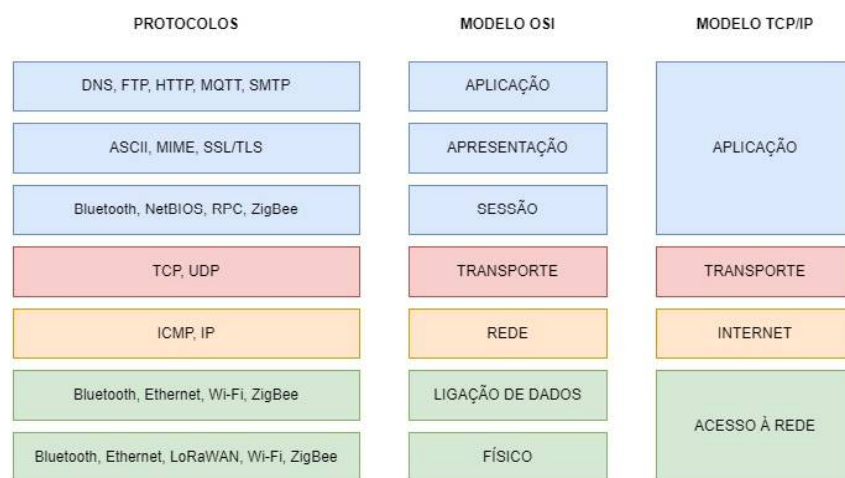 PROTOCOLOS MODELO OSI MODELO TCP/IP
DNS, FTP, HTTP, MQTT, SMTP APLICAÇÃO
ASCII, MIME, SSL/TLS APRESENTAÇÃO APLICAÇÃO
Bluetooth, NetBIOS, RPC, ZigBee SESSÃO
TCP, UDP TRANSPORTE TRANSPORTE
ICMP, IP REDE INTERNET
Bluetooth, Ethernet, Wi-Fi, ZigBee LIGAÇÃO DE DADOS
ACESSO À REDE
Bluetooth, Ethernet, LoRaWAN, Wi-Fi, ZigBee FÍSICO